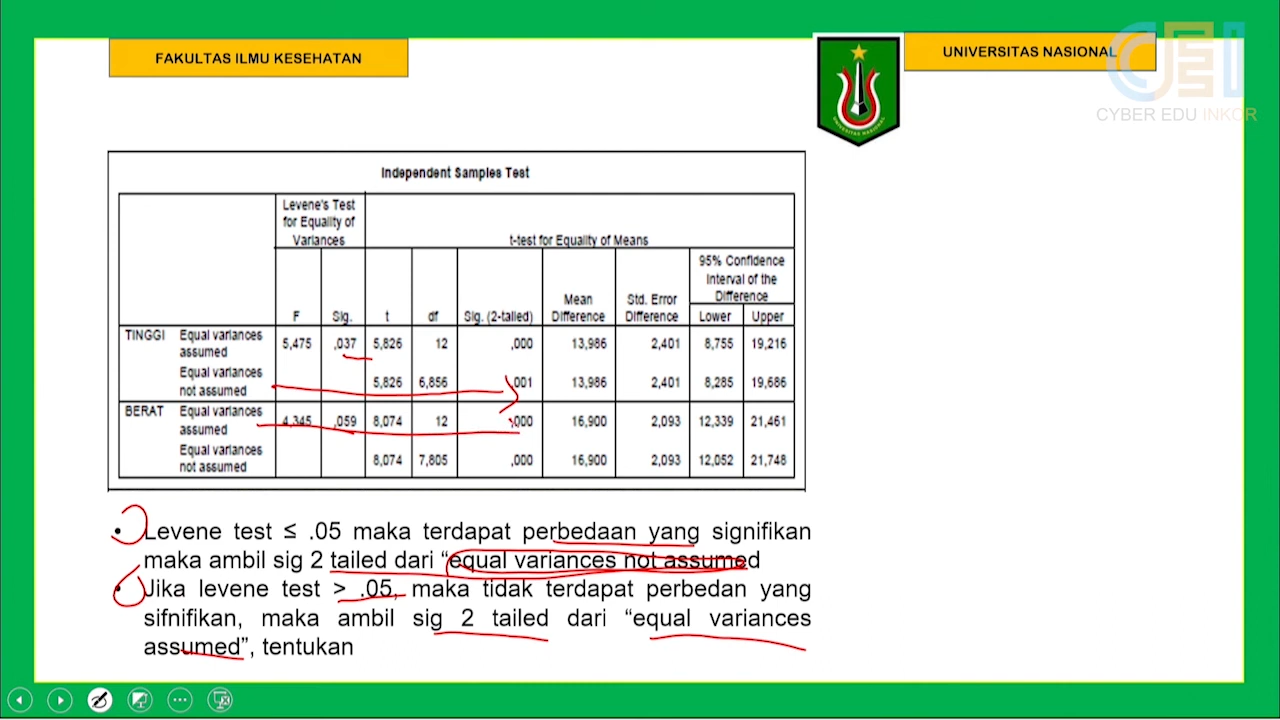 FAKULTAS ILMU KESEHATAN
UNIVERSITAS NASIONAL
CEI
CYBER EDU INKOR
UNIVERSITAS NASIONAL
Independent Samples Test
Levene's Test for Equality of Variances
t-test for Equality of Means
95% Confidence Interval of the Difference
F Sig. t df Sig. (2-tailed) Mean Difference Std. Error Difference Lower Upper
TINGGI Equal variances assumed 5,475 ,037 5,826 12 ,000 13,986 2,401 8,755 19,216
Equal variances not assumed 5,826 6,856 ,001 13,986 2,401 8,285 19,686
BERAT Equal variances assumed 4,345 ,059 8,074 12 ,000 16,900 2,093 12,339 21,461
Equal variances not assumed 8,074 7,805 ,000 16,900 2,093 12,052 21,748
• Levene test ≤ .05 maka terdapat perbedaan yang signifikan
maka ambil sig 2 tailed dari “equal variances not assumed
• Jika levene test > .05, maka tidak terdapat perbedan yang
sifnifikan, maka ambil sig 2 tailed dari “equal variances
assumed”, tentukan